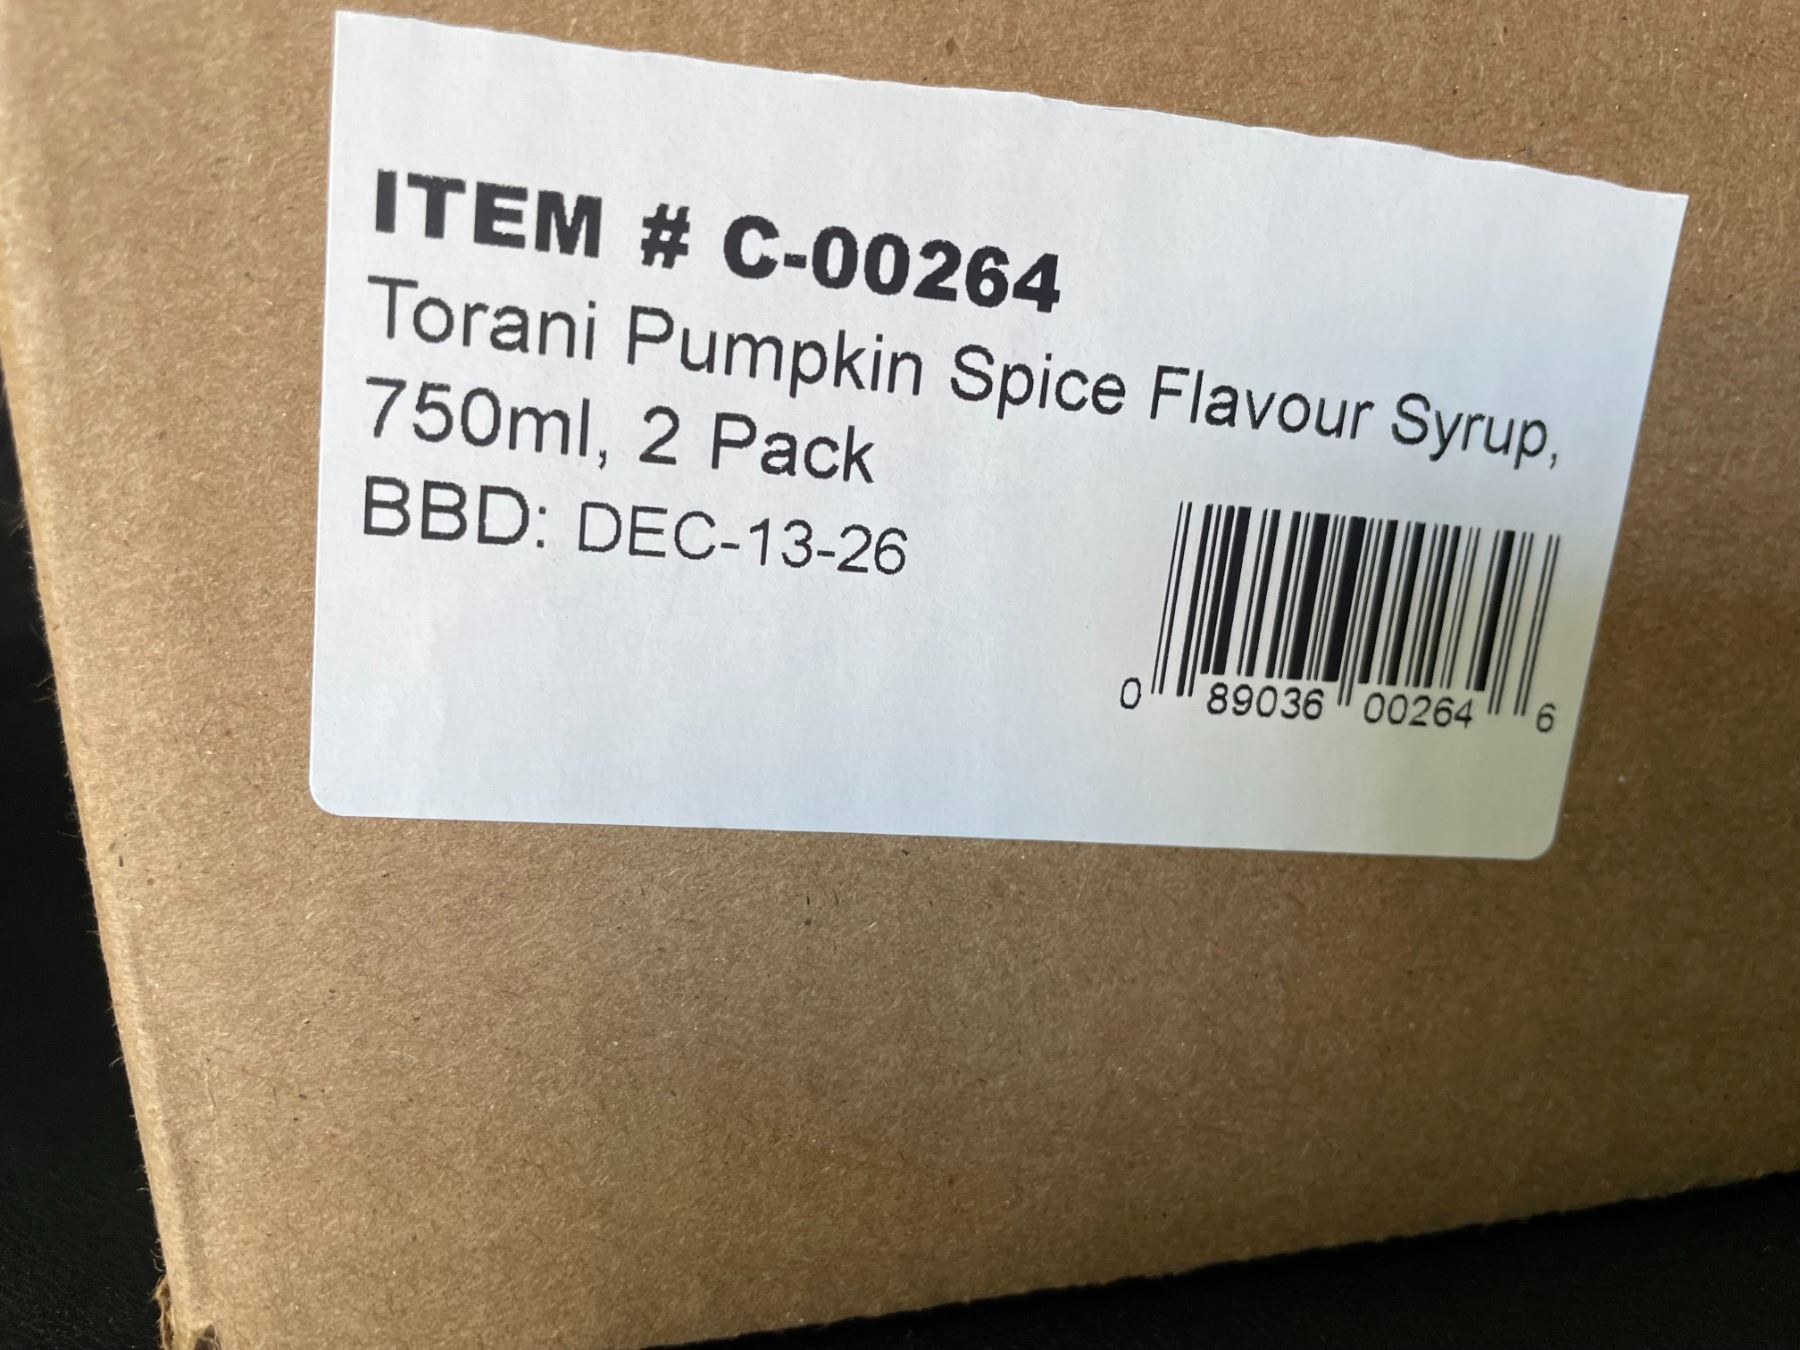 ITEM # C-00264
Torani Pumpkin Spice Flavour Syrup,
750ml, 2 Pack
BBD: DEC-13-26
0 89036 00264 6